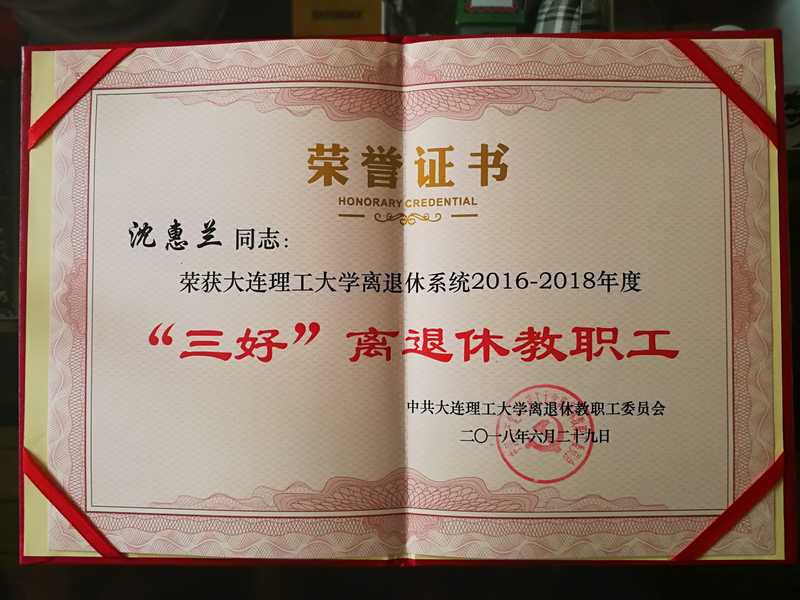 荣誉证书
HONORARY CREDENTIAL
沈惠兰 同志：
荣获大连理工大学离退休系统2016-2018年度
“三好”离退休教职工
中共大连理工大学离退休教职工委员会
二〇一八年六月二十九日